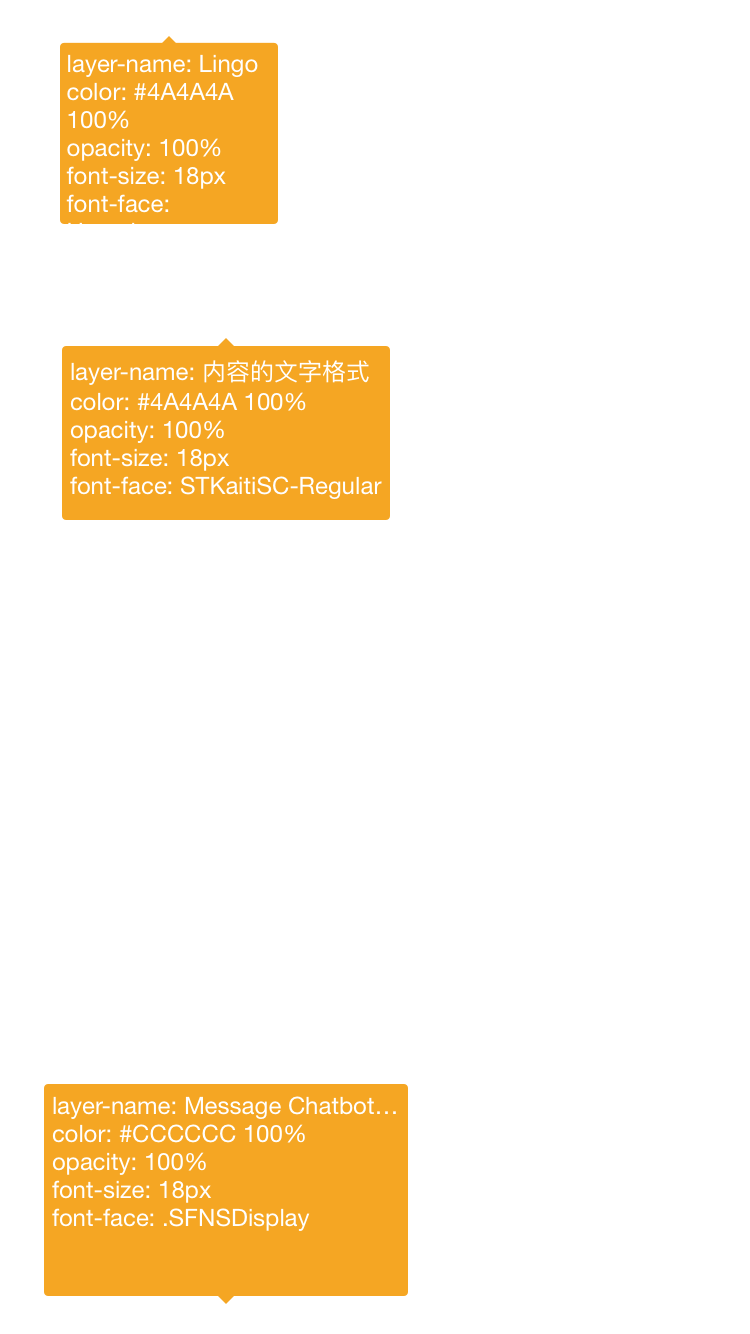 layer-name: Lingo
color: #4A4A4A
100%
opacity: 100%
font-size: 18px
font-face:
layer-name: 内容的文字格式
color: #4A4A4A 100%
opacity: 100%
font-size: 18px
font-face: STKaitiSC-Regular
layer-name: Message Chatbot…
color: #CCCCCC 100%
opacity: 100%
font-size: 18px
font-face: .SFNSDisplay